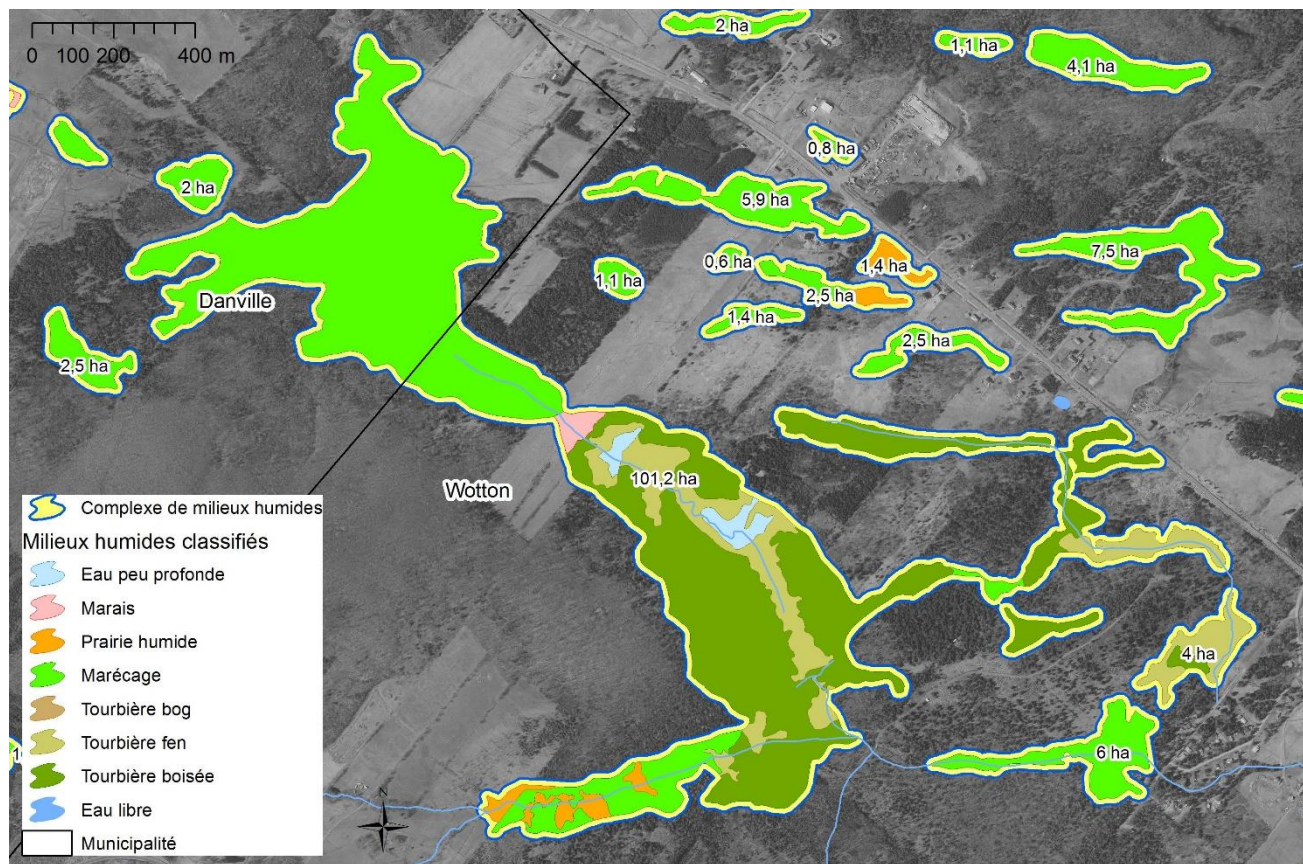 0 100 200 400 m
2 ha
1,1 ha
4,1 ha
0,8 ha
2 ha
5,9 ha
7,5 ha
0,6 ha
1,4 ha
1,1 ha
2,5 ha
Danville
1,4 ha
2,5 ha
2,5 ha
101,2 ha
Wotton
4 ha
6 ha
Complexe de milieux humides
Milieux humides classifiés
Eau peu profonde
Marais
Prairie humide
Marécage
Tourbière bog
Tourbière fen
Tourbière boisée
Eau libre
Municipalité
N